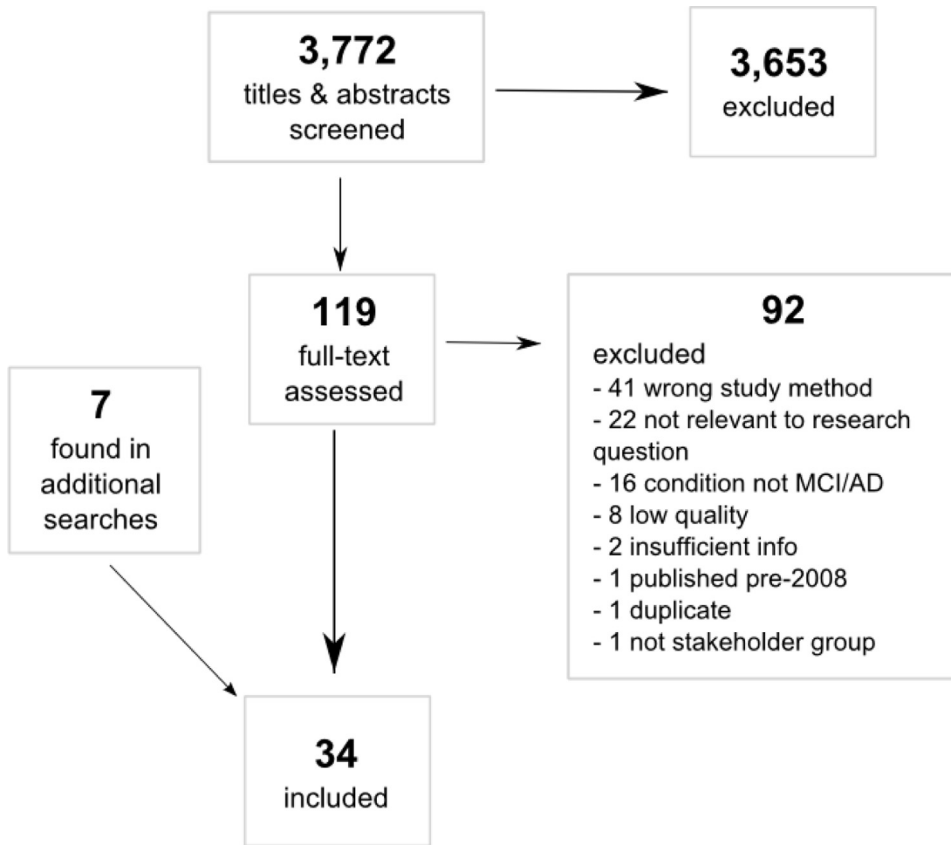 3,772
titles & abstracts
screened
3,653
excluded
119
full-text
assessed
92
excluded
- 41 wrong study method
- 22 not relevant to research
question
- 16 condition not MCI/AD
- 8 low quality
- 2 insufficient info
- 1 published pre-2008
- 1 duplicate
- 1 not stakeholder group
7
found in
additional
searches
34
included